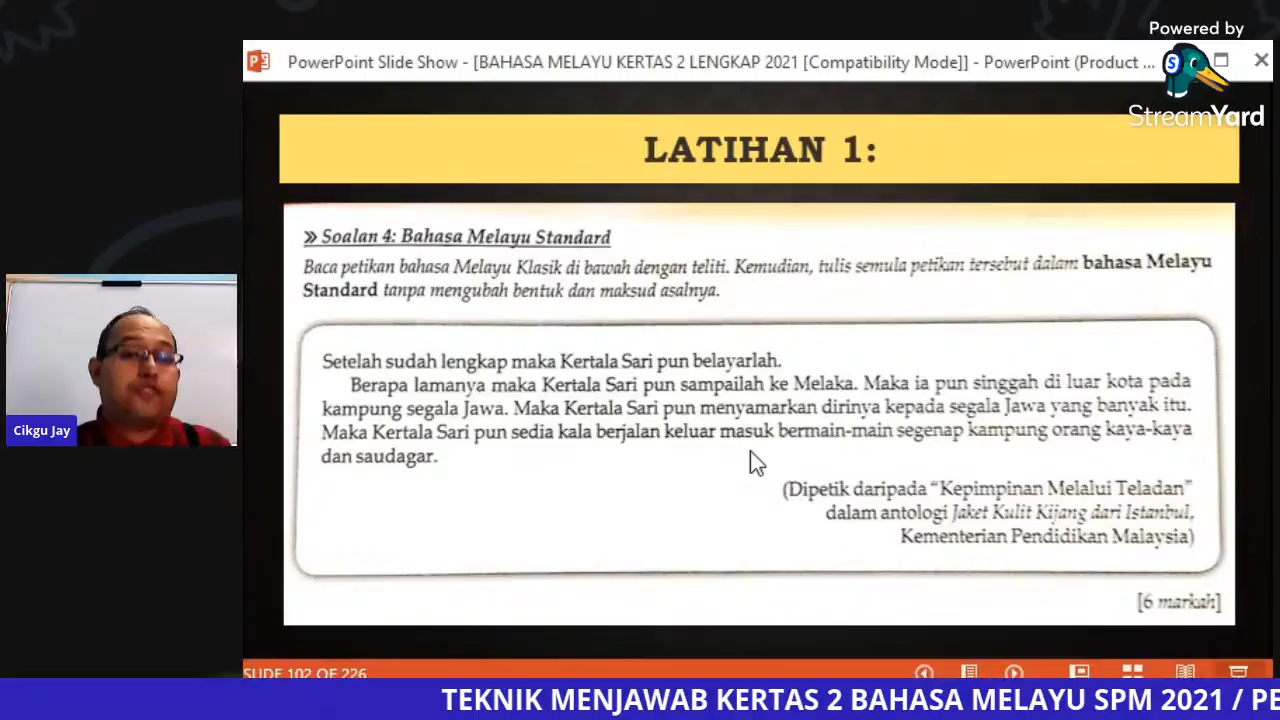 Powered by
StreamYard
PowerPoint Slide Show - [BAHASA MELAYU KERTAS 2 LENGKAP 2021 [Compatibility Mode]] - PowerPoint (Product ...
LATIHAN 1:
» Soalan 4: Bahasa Melayu Standard
Baca petikan bahasa Melayu Klasik di bawah dengan teliti. Kemudian, tulis semula petikan tersebut dalam bahasa Melayu
Standard tanpa mengubah bentuk dan maksud asalnya.
Setelah sudah lengkap maka Kertala Sari pun belayarlah.
Berapa lamanya maka Kertala Sari pun sampailah ke Melaka. Maka ia pun singgah di luar kota pada
kampung segala Jawa. Maka Kertala Sari pun menyamarkan dirinya kepada segala Jawa yang banyak itu.
Maka Kertala Sari pun sedia kala berjalan keluar masuk bermain-main segenap kampung orang kaya-kaya
dan saudagar.
(Dipetik daripada “Kepimpinan Melalui Teladan”
dalam antologi Jaket Kulit Kijang dari Istanbul,
Kementerian Pendidikan Malaysia)
[6 markah]
Cikgu Jay
SLIDE 102 OF 226
TEKNIK MENJAWAB KERTAS 2 BAHASA MELAYU SPM 2021 / PE